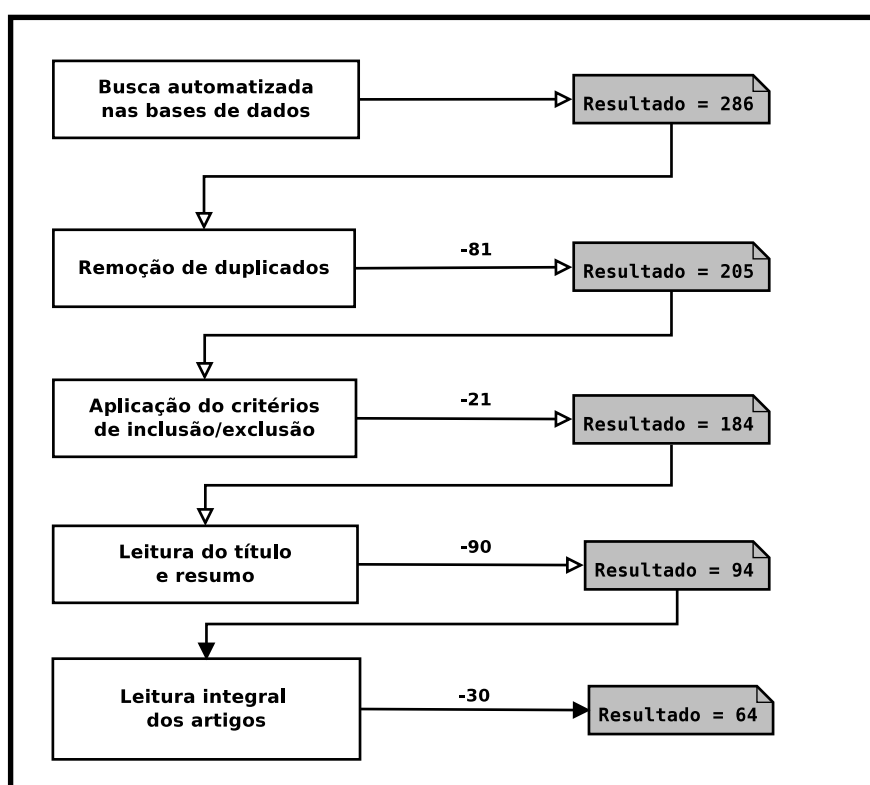 Busca automatizada
nas bases de dados
Resultado = 286
Remoção de duplicados
-81
Resultado = 205
Aplicação do critérios
de inclusão/exclusão
-21
Resultado = 184
Leitura do título
e resumo
-90
Resultado = 94
Leitura integral
dos artigos
-30
Resultado = 64